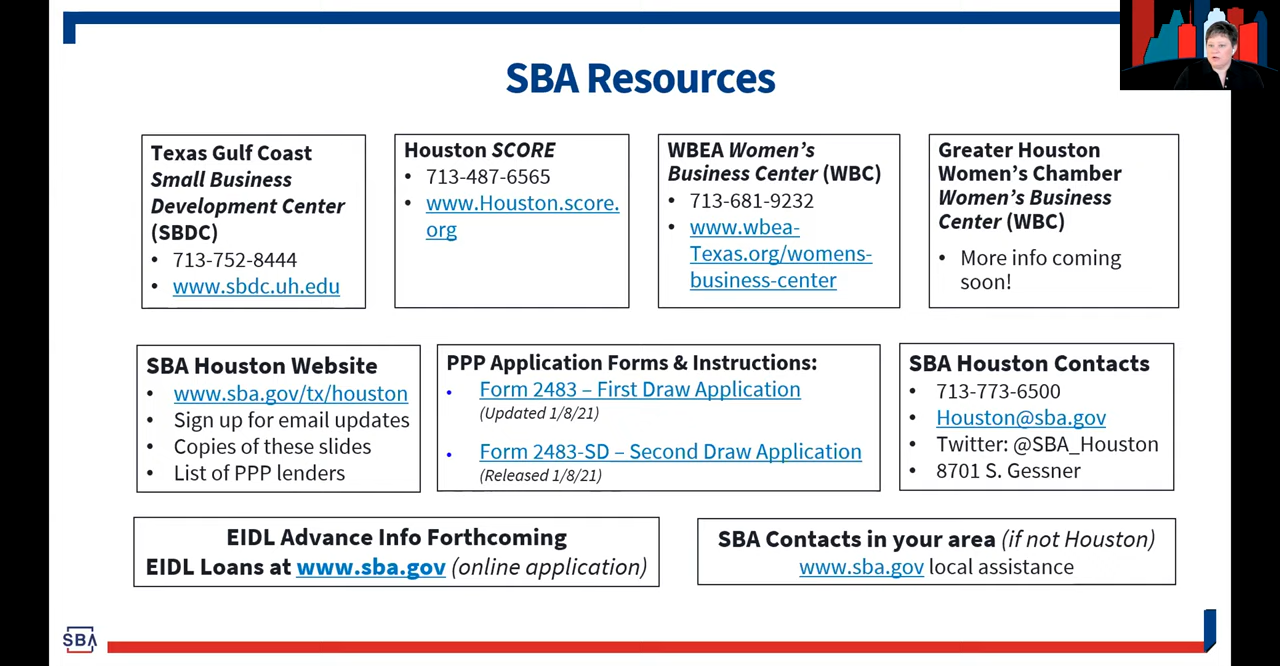 SBA Resources
Texas Gulf Coast
Small Business
Development Center
(SBDC)
• 713-752-8444
• www.sbdc.uh.edu
Houston SCORE
• 713-487-6565
• www.Houston.score.
org
WBEA Women's
Business Center (WBC)
• 713-681-9232
• www.wbea-
Texas.org/womens-
business-center
Greater Houston
Women's Chamber
Women's Business
Center (WBC)
• More info coming
soon!
SBA Houston Website
• www.sba.gov/tx/houston
• Sign up for email updates
• Copies of these slides
• List of PPP lenders
PPP Application Forms & Instructions:
• Form 2483 – First Draw Application
(Updated 1/8/21)
• Form 2483-SD – Second Draw Application
(Released 1/8/21)
SBA Houston Contacts
• 713-773-6500
• Houston@sba.gov
• Twitter: @SBA_Houston
• 8701 S. Gessner
EIDL Advance Info Forthcoming
EIDL Loans at www.sba.gov (online application)
SBA Contacts in your area (if not Houston)
www.sba.gov local assistance
SBA